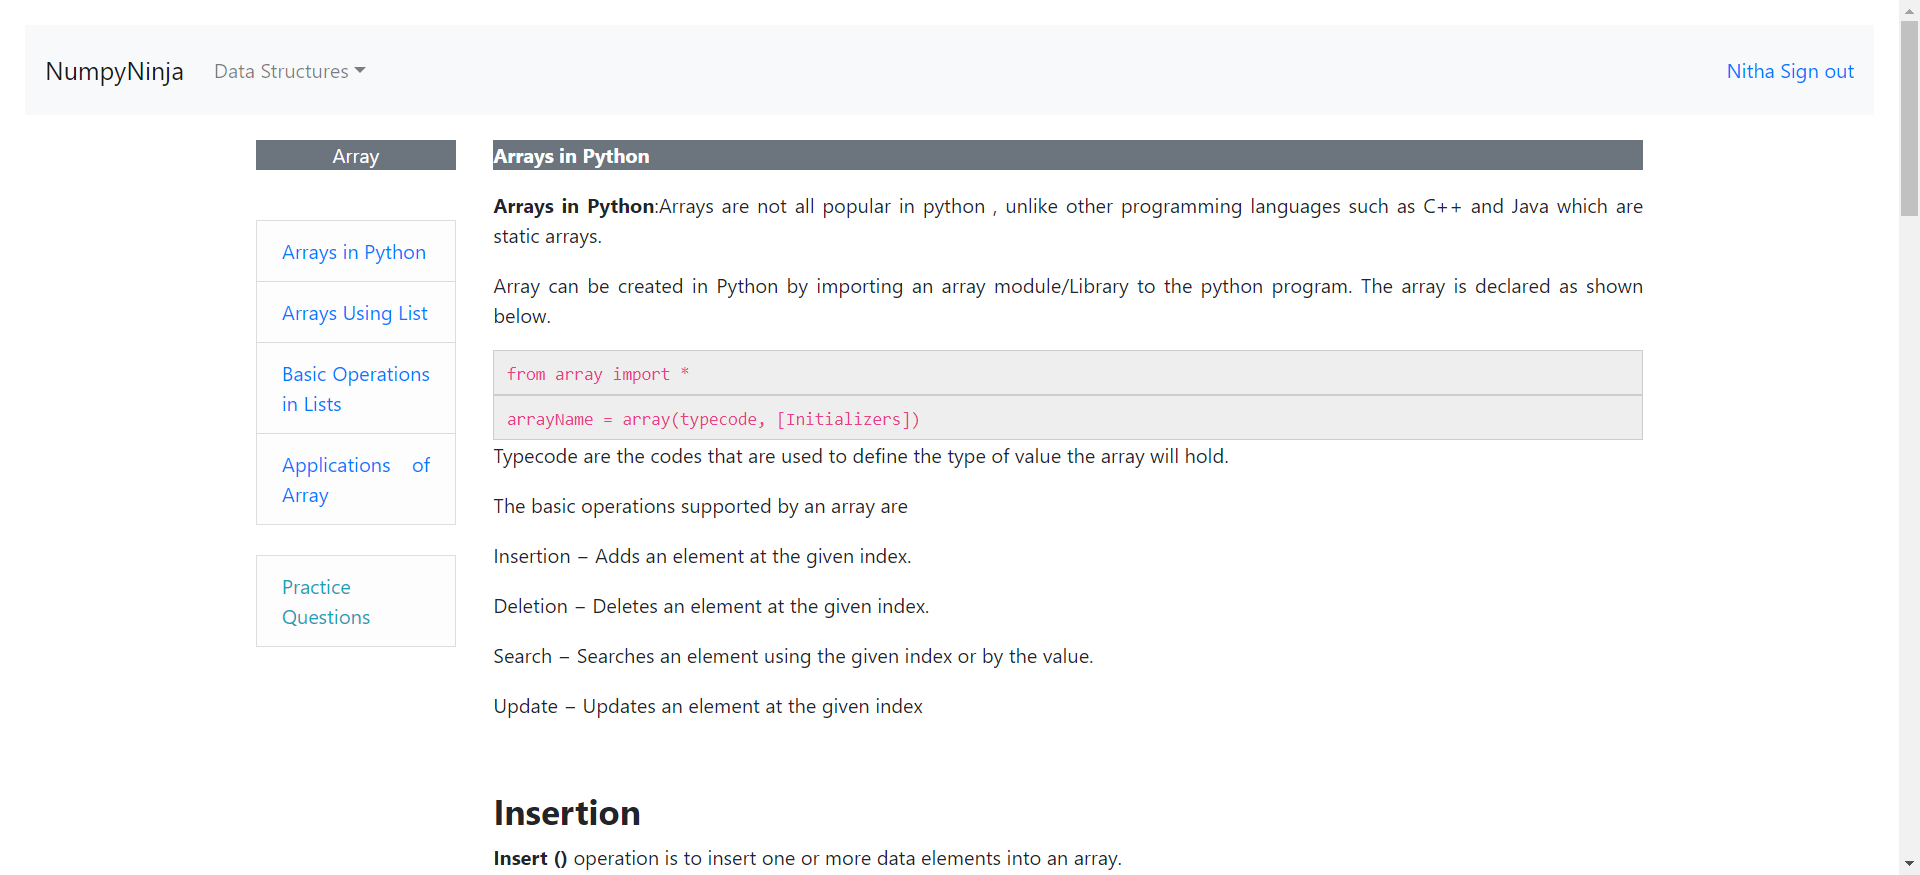 NumpyNinja Data Structures Nitha Sign out
Array
Arrays in Python
Arrays Using List
Basic Operations
in Lists
Applications of
Array
Practice
Questions
Arrays in Python
Arrays in Python:Arrays are not all popular in python , unlike other programming languages such as C++ and Java which are
static arrays.
Array can be created in Python by importing an array module/Library to the python program. The array is declared as shown
below.
from array import *
arrayName = array(typecode, [Initializers])
Typecode are the codes that are used to define the type of value the array will hold.
The basic operations supported by an array are
Insertion − Adds an element at the given index.
Deletion − Deletes an element at the given index.
Search − Searches an element using the given index or by the value.
Update − Updates an element at the given index
Insertion
Insert () operation is to insert one or more data elements into an array.